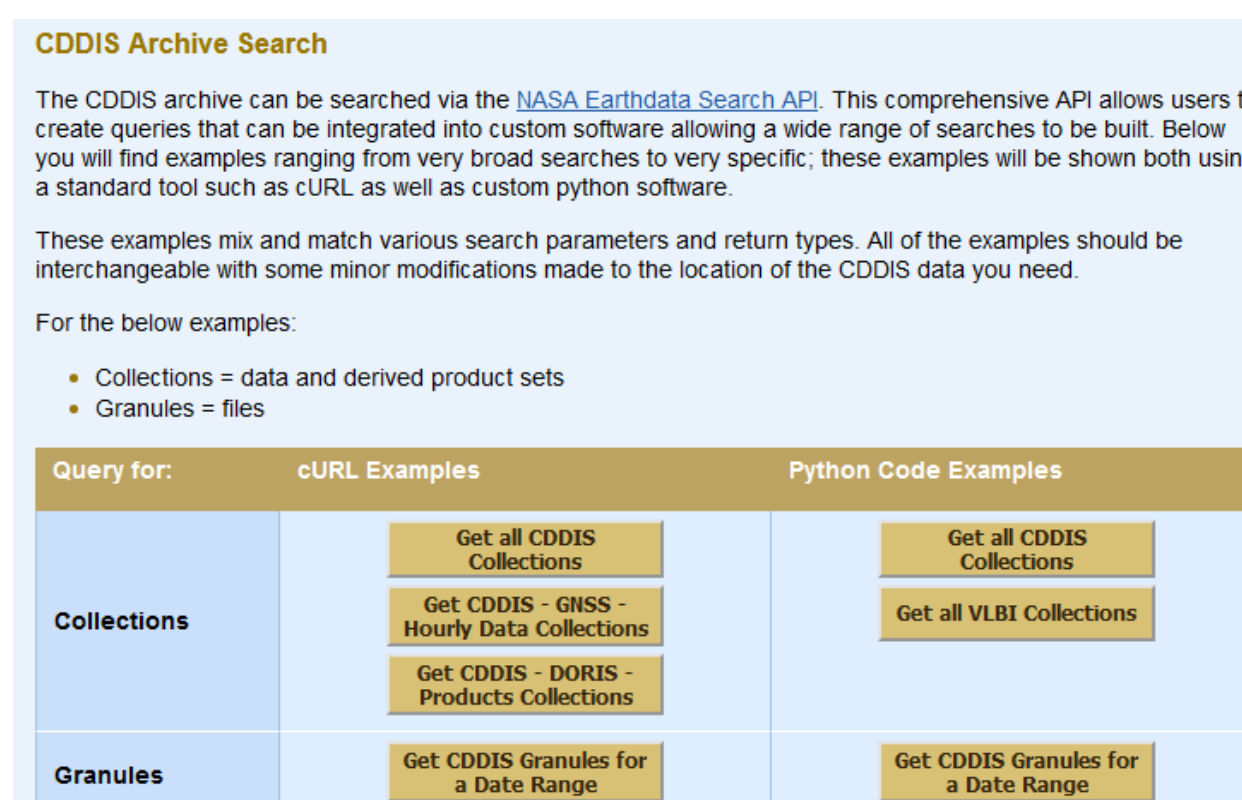 CDDIS Archive Search
The CDDIS archive can be searched via the NASA Earthdata Search API. This comprehensive API allows users t
create queries that can be integrated into custom software allowing a wide range of searches to be built. Below
you will find examples ranging from very broad searches to very specific; these examples will be shown both usin
a standard tool such as cURL as well as custom python software.
These examples mix and match various search parameters and return types. All of the examples should be
interchangeable with some minor modifications made to the location of the CDDIS data you need.
For the below examples:
• Collections = data and derived product sets
• Granules = files
Query for: cURL Examples Python Code Examples
Collections
Get all CDDIS
Collections
Get CDDIS - GNSS -
Hourly Data Collections
Get CDDIS - DORIS -
Products Collections
Get all CDDIS
Collections
Get all VLBI Collections
Granules
Get CDDIS Granules for
a Date Range
Get CDDIS Granules for
a Date Range